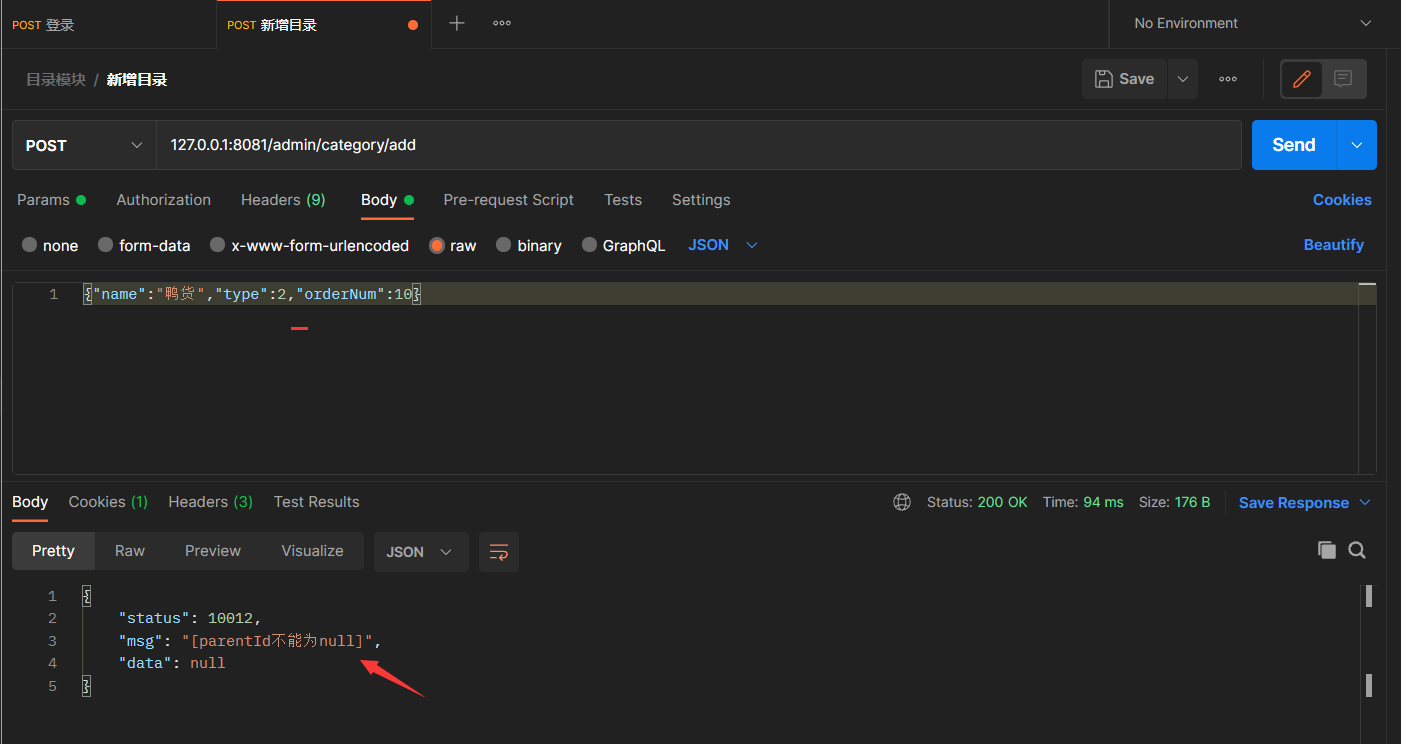 POST 登录 POST 新增目录 No Environment
目录模块 / 新增目录 Save
POST 127.0.0.1:8081/admin/category/add Send
Params Authorization Headers (9) Body Pre-request Script Tests Settings Cookies
none form-data x-www-form-urlencoded raw binary GraphQL JSON Beautify
1 {"name":"鸭货","type":2,"orderNum":10}
Body Cookies (1) Headers (3) Test Results Status: 200 OK Time: 94 ms Size: 176 B Save Response
Pretty Raw Preview Visualize JSON
1 {
2 "status": 10012,
3 "msg": "[parentId不能为null]",
4 "data": null
5 }